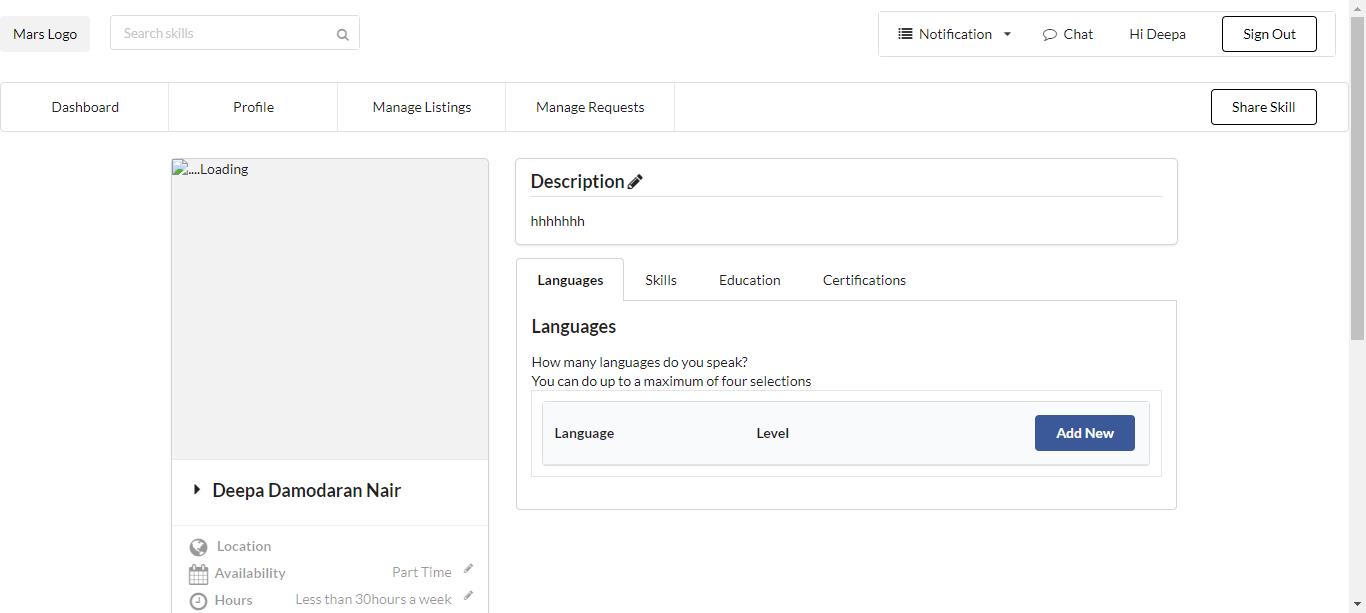 Mars Logo
Search skills
Notification
Chat
Hi Deepa
Sign Out
Dashboard
Profile
Manage Listings
Manage Requests
Share Skill
....Loading
Deepa Damodaran Nair
Location
Availability Part Time
Hours Less than 30hours a week
Description
hhhhhhh
Languages
Skills
Education
Certifications
Languages
How many languages do you speak?
You can do up to a maximum of four selections
Language Level Add New